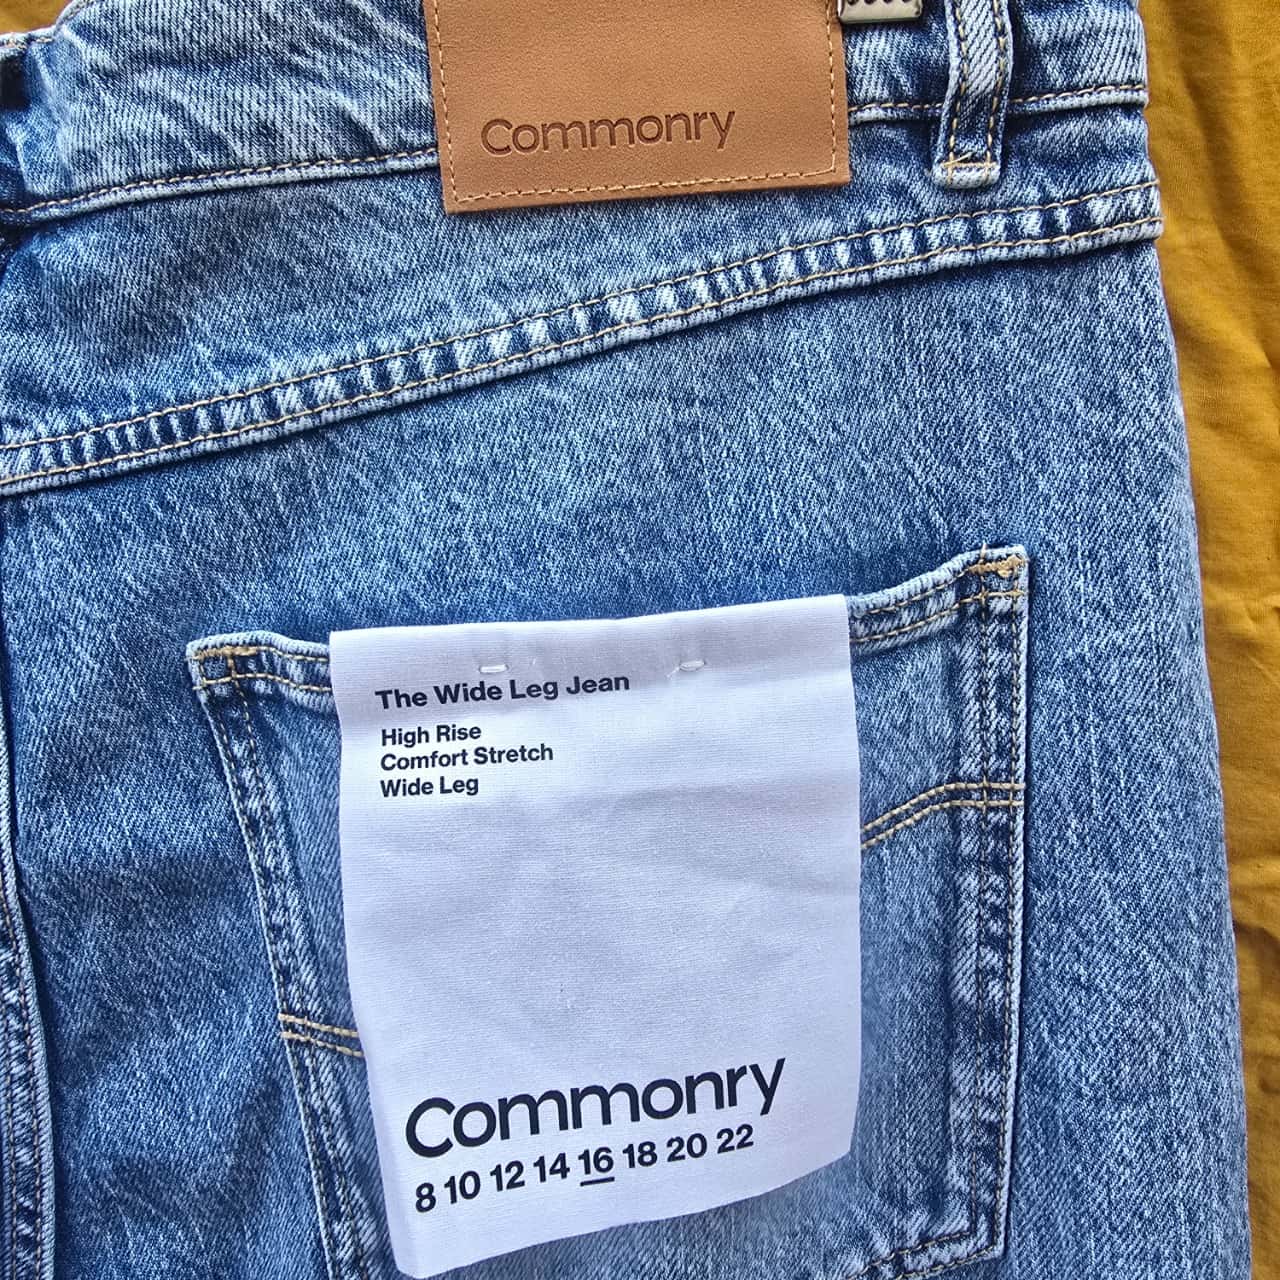 Commonry
The Wide Leg Jean
High Rise
Comfort Stretch
Wide Leg
Commonry
8 10 12 14 16 18 20 22